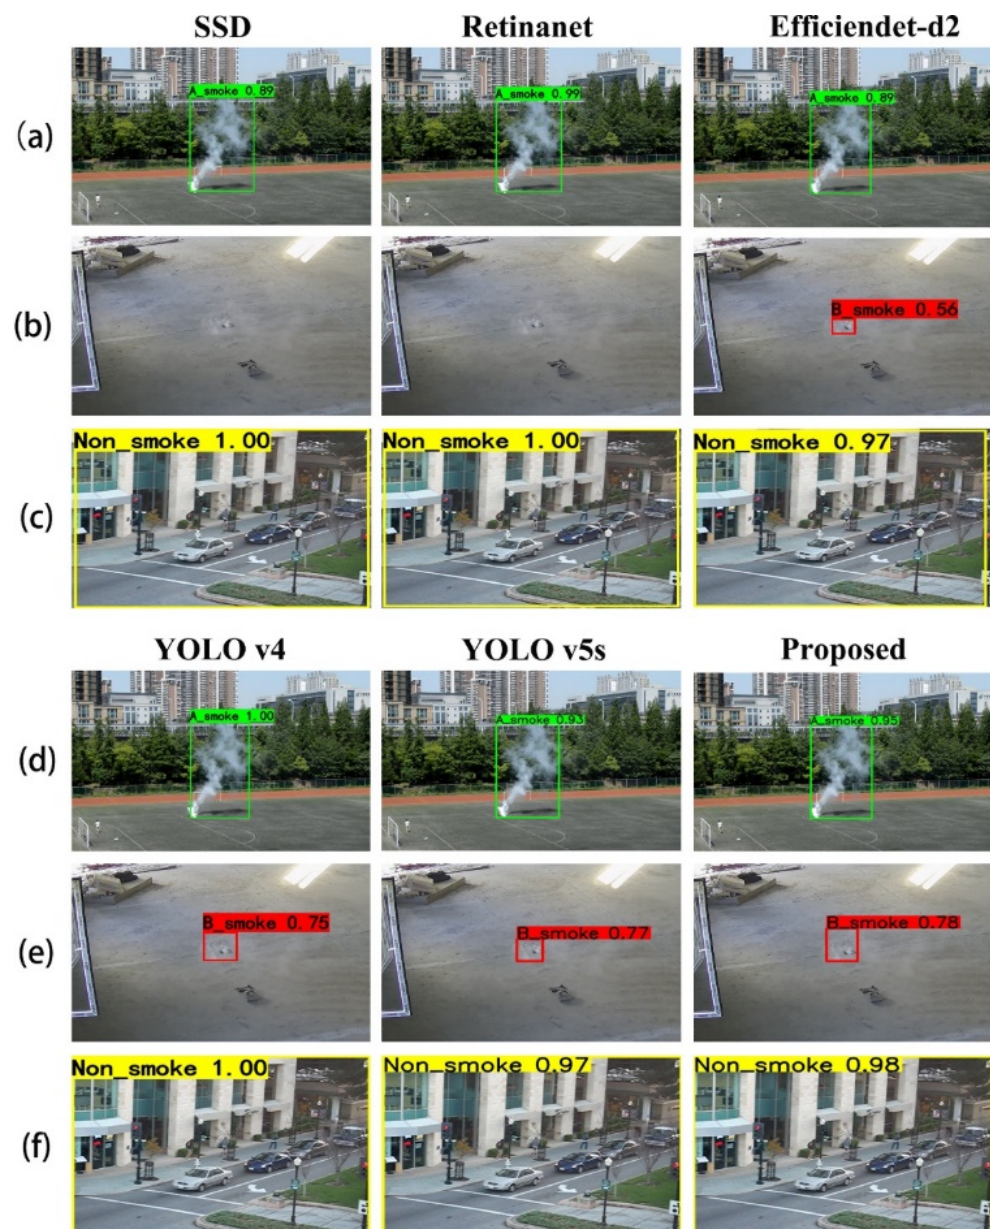 SSD Retinanet Efficiendet-d2
(a) A_smoke 0.89 A_smoke 0.99 A_smoke 0.89
(b) B_smoke 0.56
(c) Non_smoke 1.00 Non_smoke 1.00 Non_smoke 0.97
YOLO v4 YOLO v5s Proposed
(d) A_smoke 1.00 A_smoke 0.93 A_smoke 0.95
(e) B_smoke 0.75 B_smoke 0.77 B_smoke 0.78
(f) Non_smoke 1.00 Non_smoke 0.97 Non_smoke 0.98